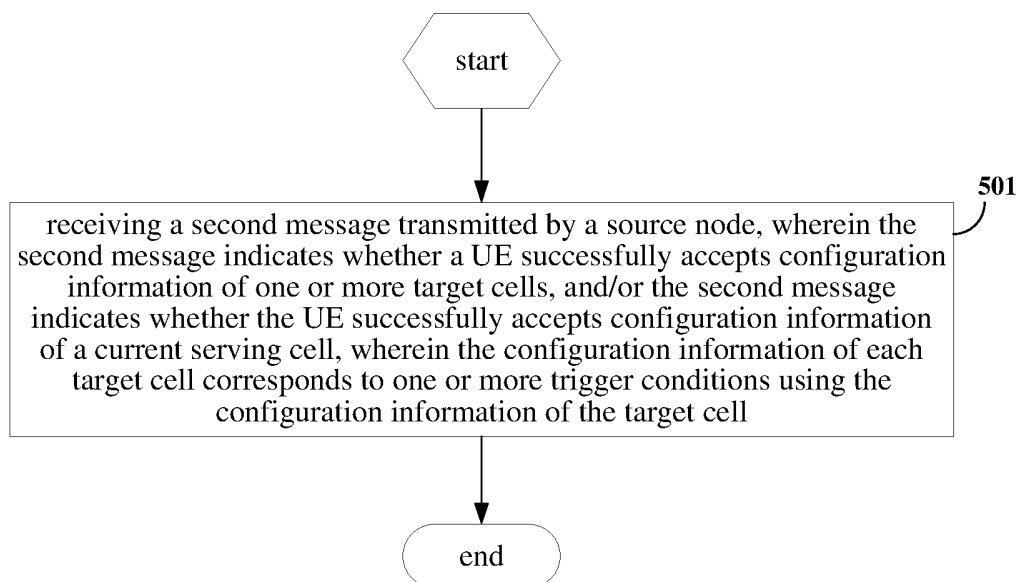 start
501
receiving a second message transmitted by a source node, wherein the
second message indicates whether a UE successfully accepts configuration
information of one or more target cells, and/or the second message
indicates whether the UE successfully accepts configuration information
of a current serving cell, wherein the configuration information of each
target cell corresponds to one or more trigger conditions using the
configuration information of the target cell
end